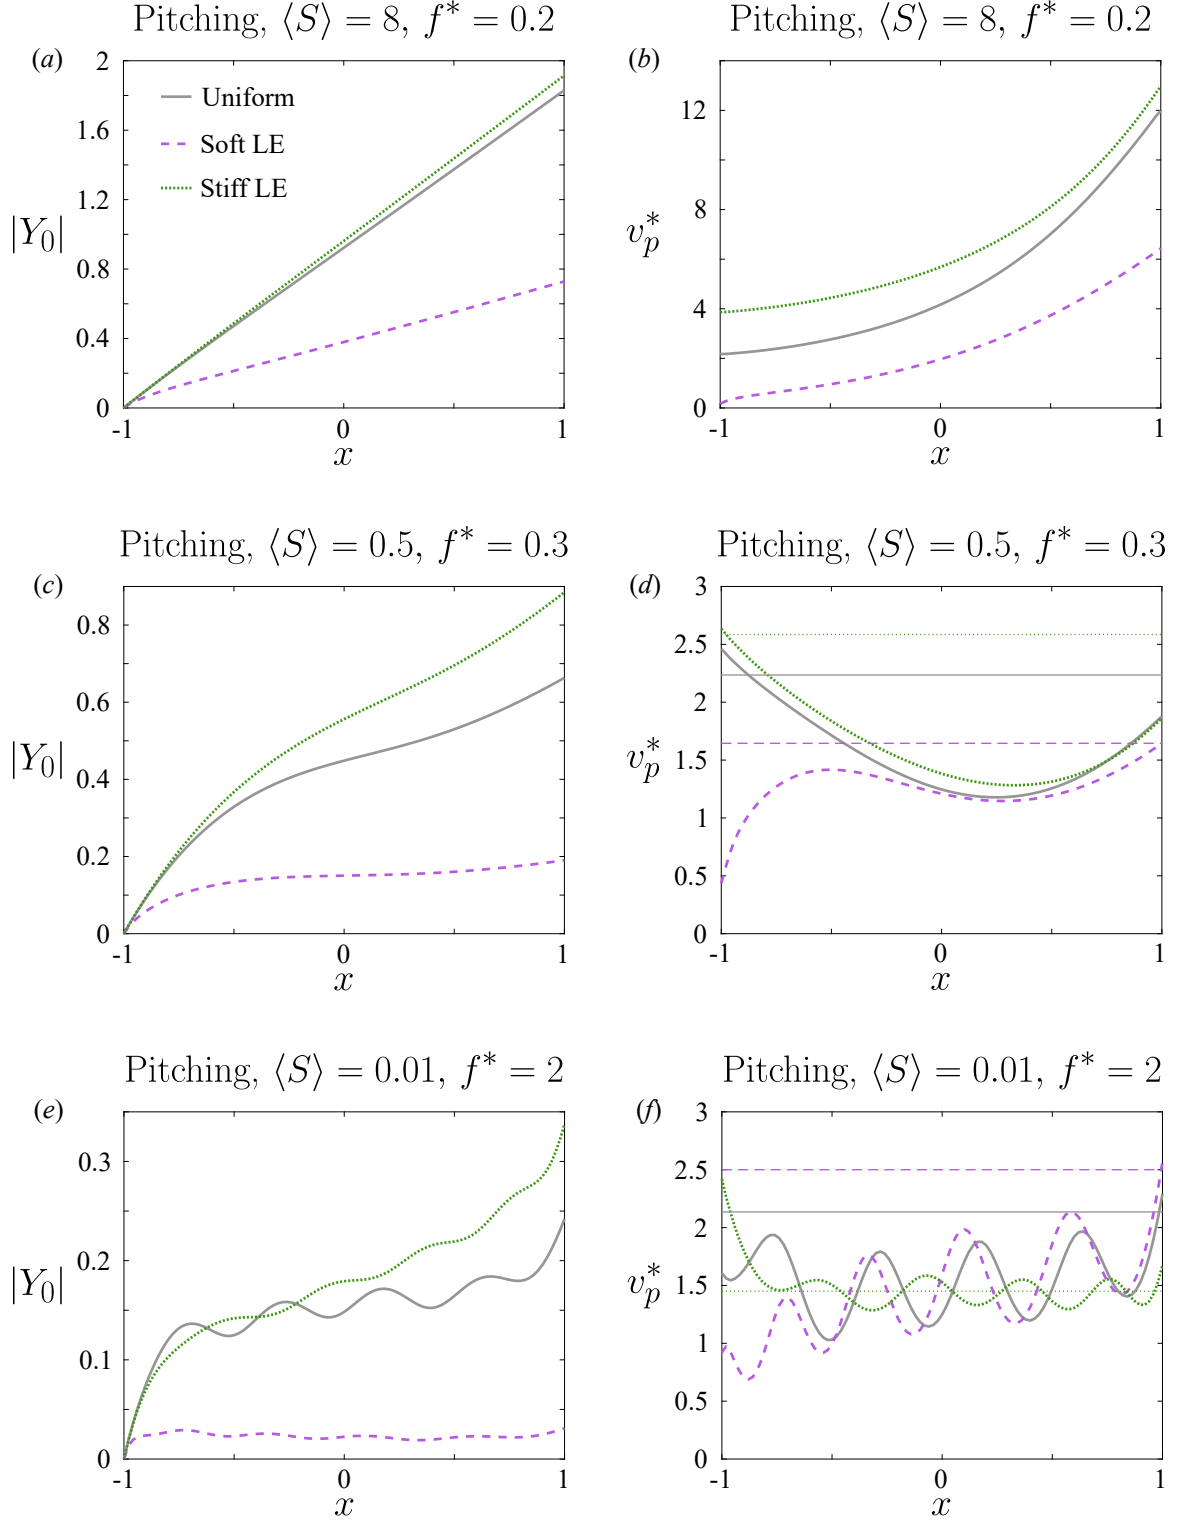 Pitching, ⟨S⟩ = 8, f* = 0.2
(a)
2
1.6
1.2
0.8
0.4
0
|Y₀|
Uniform
Soft LE
Stiff LE
-1 0 1
x
Pitching, ⟨S⟩ = 8, f* = 0.2
(b)
12
8
4
0
vₚ*
-1 0 1
x
Pitching, ⟨S⟩ = 0.5, f* = 0.3
(c)
0.8
0.6
0.4
0.2
0
|Y₀|
-1 0 1
x
Pitching, ⟨S⟩ = 0.5, f* = 0.3
(d)
3
2.5
2
1.5
1
0.5
0
vₚ*
-1 0 1
x
Pitching, ⟨S⟩ = 0.01, f* = 2
(e)
0.3
0.2
0.1
0
|Y₀|
-1 0 1
x
Pitching, ⟨S⟩ = 0.01, f* = 2
(f)
3
2.5
2
1.5
1
0.5
0
vₚ*
-1 0 1
x